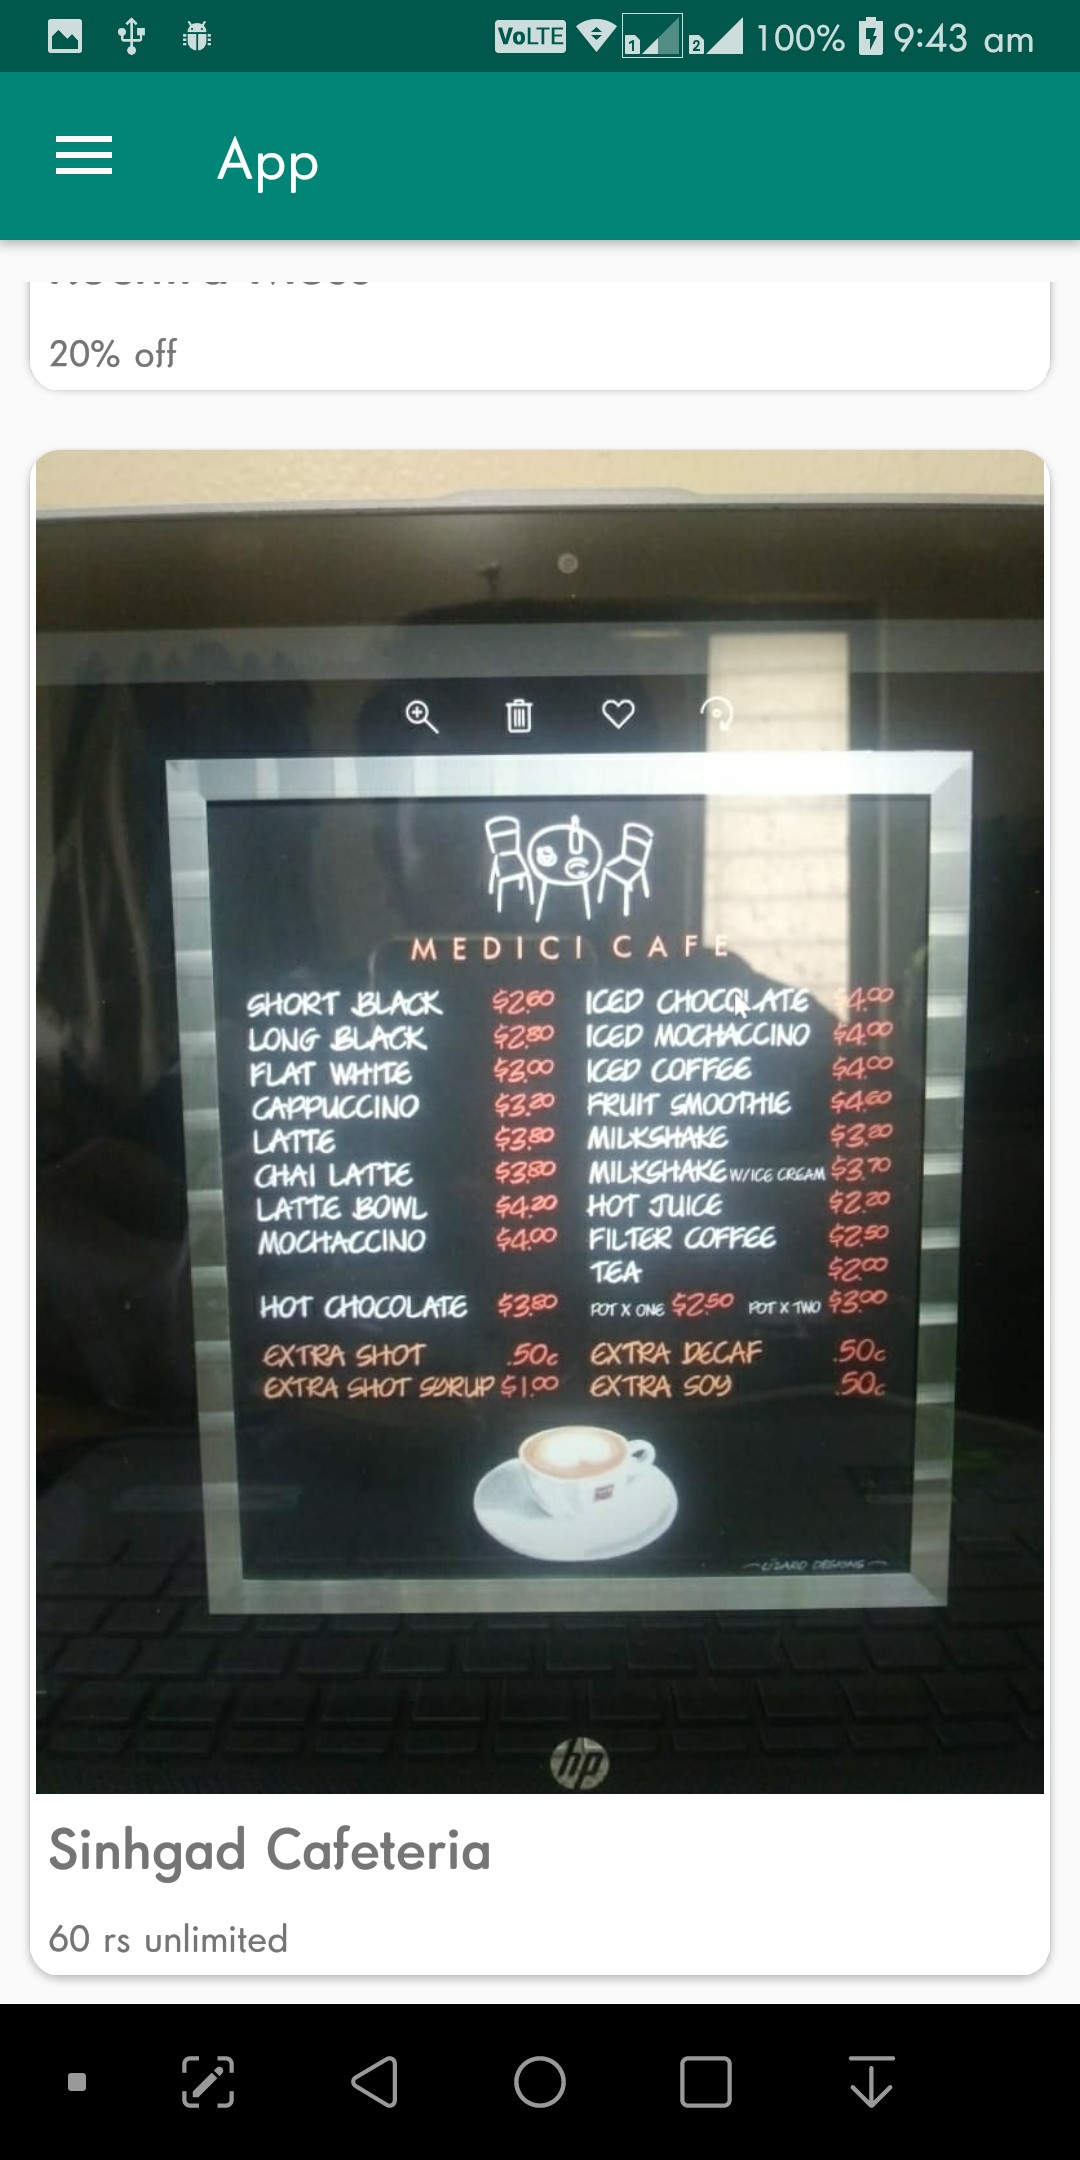 VoLTE 1 2 100% 9:43 am
App
20% off
MEDICI CAFE
SHORT BLACK $2.60
LONG BLACK $2.80
FLAT WHITE $3.00
CAPPUCCINO $3.20
LATTE $3.80
CHAI LATTE $3.80
LATTE BOWL $4.20
MOCHACCINO $4.00
HOT CHOCOLATE $3.80
EXTRA SHOT .50c
EXTRA SHOT SYRUP $1.00
ICED CHOCOLATE $4.00
ICED MOCHACCINO $4.00
ICED COFFEE $4.00
FRUIT SMOOTHIE $4.60
MILKSHAKE $3.20
MILKSHAKE W/ICE CREAM $3.70
HOT JUICE $2.20
FILTER COFFEE $2.50
TEA $2.00
POT X ONE $2.50 POT X TWO $3.00
EXTRA DECAF .50c
EXTRA SOY .50c
LIZARD DESIGNS
hp
Sinhgad Cafeteria
60 rs unlimited